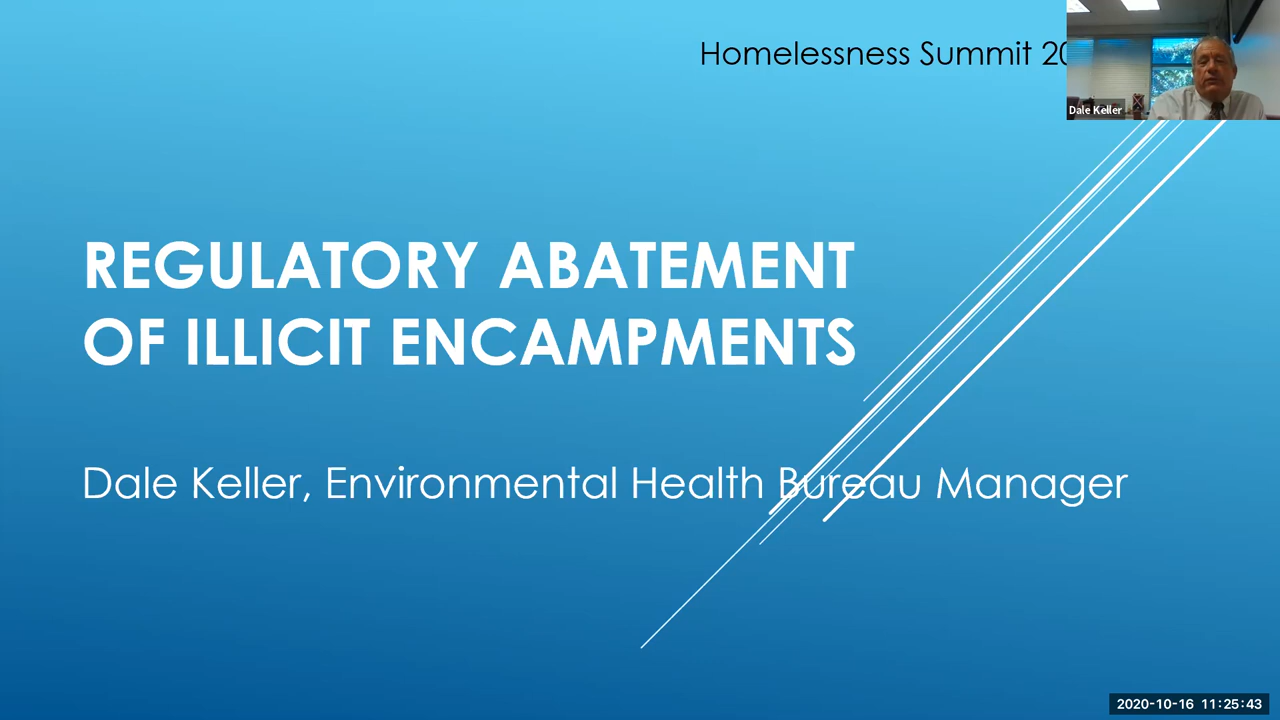 Homelessness Summit 20
Dale Keller
REGULATORY ABATEMENT
OF ILLICIT ENCAMPMENTS
Dale Keller, Environmental Health Bureau Manager
2020-10-16 11:25:43